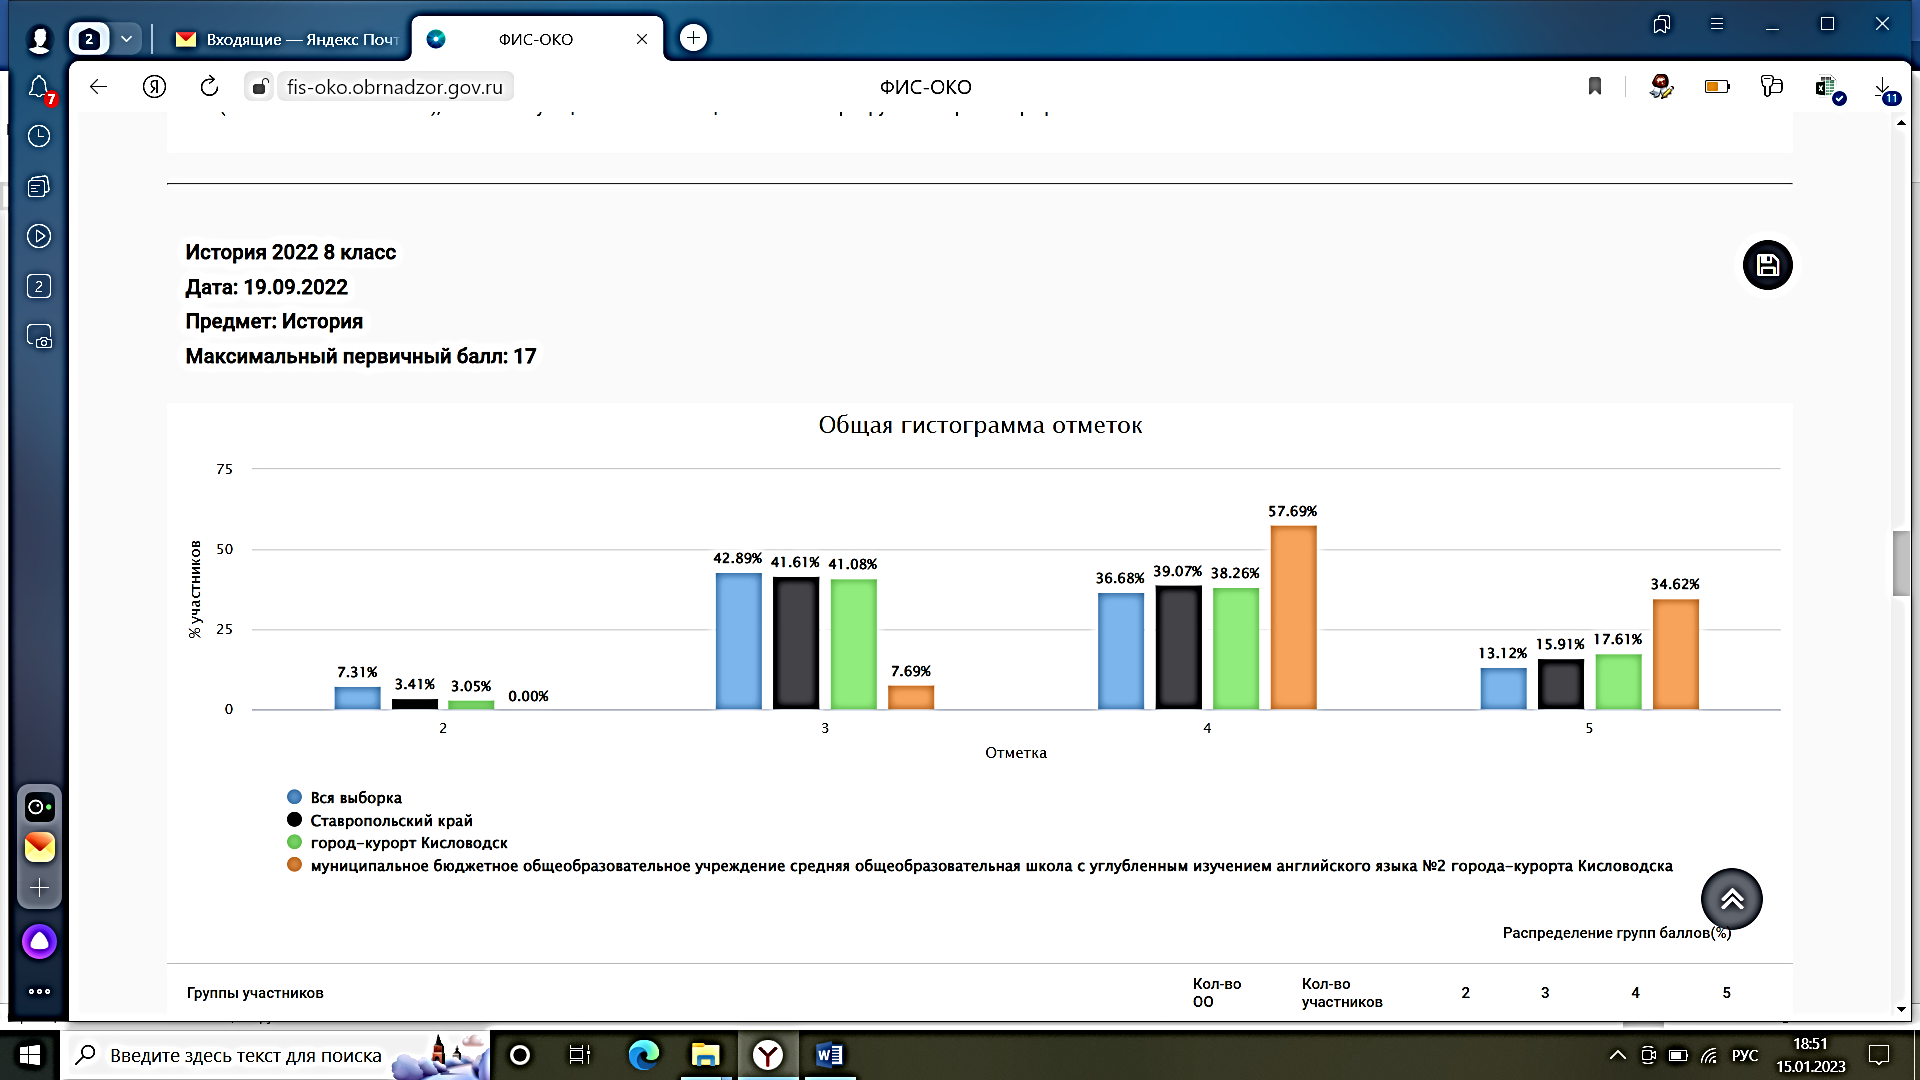 2
Входящие — Яндекс Почт
ФИС-ОКО
7
fis-oko.obrnadzor.gov.ru
ФИС-ОКО
11
2
История 2022 8 класс
Дата: 19.09.2022
Предмет: История
Максимальный первичный балл: 17
Общая гистограмма отметок
% участников
75
50
25
0
7.31% 3.41% 3.05% 0.00%
42.89% 41.61% 41.08% 7.69%
36.68% 39.07% 38.26% 57.69%
13.12% 15.91% 17.61% 34.62%
2 3 4 5
Отметка
Вся выборка
Ставропольский край
город-курорт Кисловодск
муниципальное бюджетное общеобразовательное учреждение средняя общеобразовательная школа с углубленным изучением английского языка №2 города-курорта Кисловодска
Распределение групп баллов(%)
Группы участников
Кол-во
ОО
Кол-во
участников
2 3 4 5
Введите здесь текст для поиска
РУС
18:51
15.01.2023